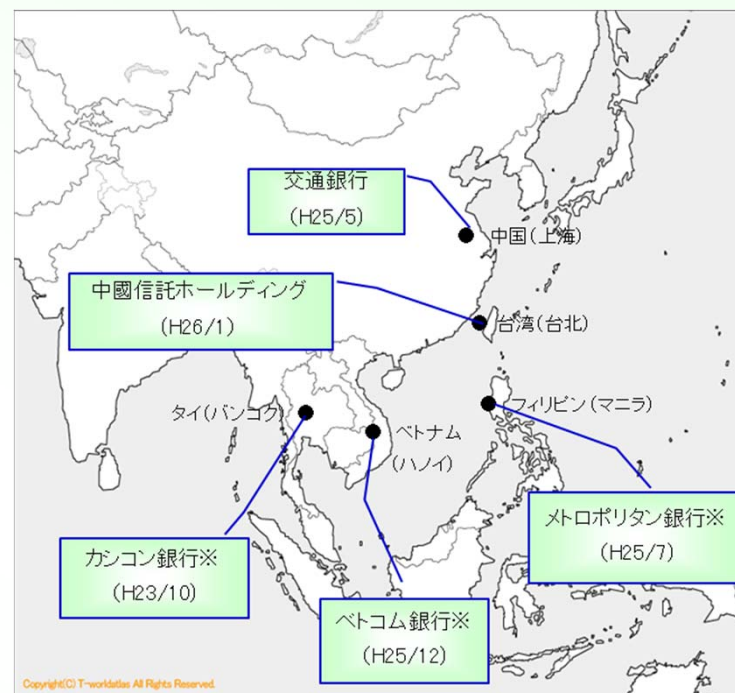 交通銀行
(H25/5)
中国(上海)
中國信託ホールディング
(H26/1)
台湾(台北)
タイ(バンコク)
ベトナム
(ハノイ)
フィリピン(マニラ)
メトロポリタン銀行※
(H25/7)
カシコン銀行※
(H23/10)
ベトコム銀行※
(H25/12)
Copyright(C) T-worldatlas All Rights Reserved.